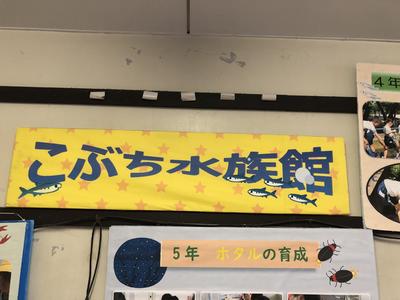 こぶち水族館
4年
5年 ホタルの育成